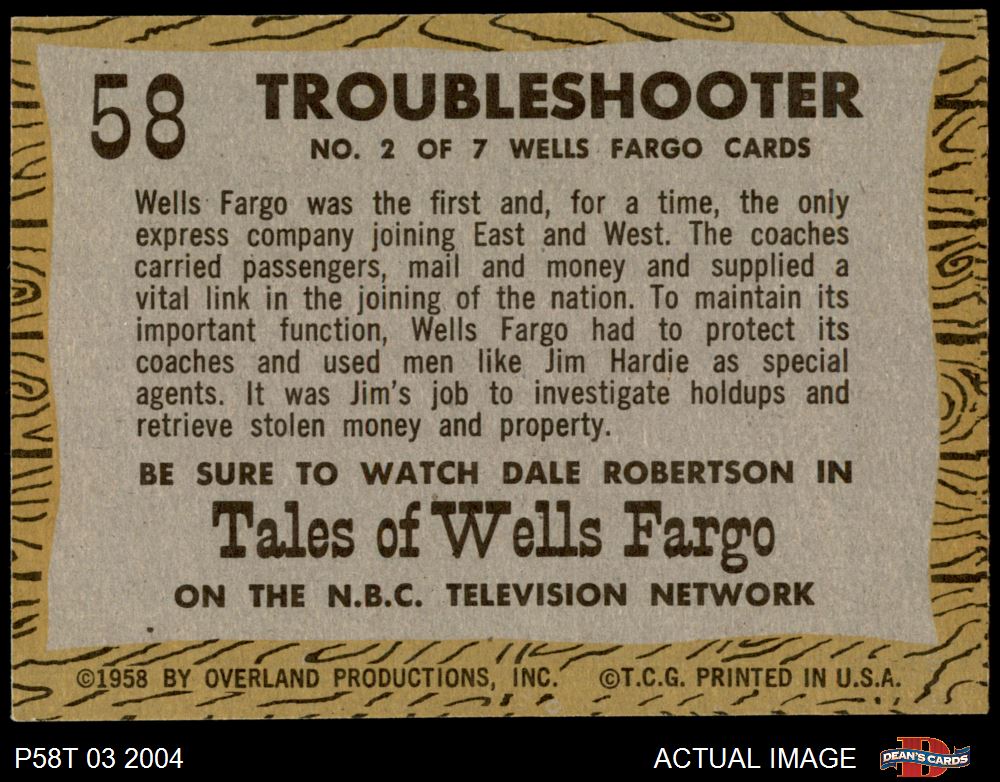 58
TROUBLESHOOTER
NO. 2 OF 7 WELLS FARGO CARDS
Wells Fargo was the first and, for a time, the only
express company joining East and West. The coaches
carried passengers, mail and money and supplied a
vital link in the joining of the nation. To maintain its
important function, Wells Fargo had to protect its
coaches and used men like Jim Hardie as special
agents. It was Jim's job to investigate holdups and
retrieve stolen money and property.
BE SURE TO WATCH DALE ROBERTSON IN
Tales of Wells Fargo
ON THE N.B.C. TELEVISION NETWORK
©1958 BY OVERLAND PRODUCTIONS, INC. ©T.C.G. PRINTED IN U.S.A.
P58T 03 2004
ACTUAL IMAGE
DEAN'S CARDS